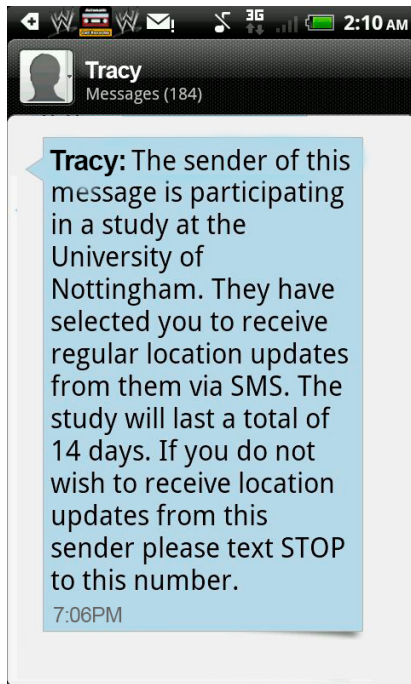 3G 2:10 AM
Tracy
Messages (184)
Tracy: The sender of this
message is participating
in a study at the
University of
Nottingham. They have
selected you to receive
regular location updates
from them via SMS. The
study will last a total of
14 days. If you do not
wish to receive location
updates from this
sender please text STOP
to this number.
7:06PM